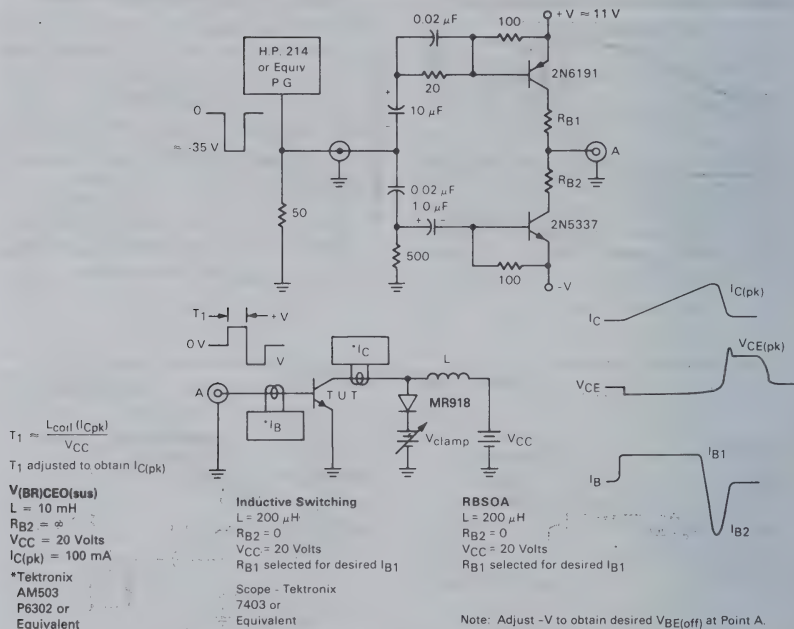 0.02 μF
100
+V ≈ 11 V
H.P. 214
or Equiv
P G
20
2N6191
0
≈ -35 V
+
10 μF
-
RB1
A
RB2
50
0.02 μF
1.0 μF
+ -
2N5337
500
100
-V
T1
+V
0 V
V
*IC
L
A
T U T
MR918
*IB
Vclamp
VCC
IC
IC(pk)
VCE
VCE(pk)
IB
IB1
IB2
T1 ≈ Lcoil (ICpk) / VCC
T1 adjusted to obtain IC(pk)
V(BR)CEO(sus)
L = 10 mH
RB2 = ∞
VCC = 20 Volts
IC(pk) = 100 mA
*Tektronix
AM503
P6302 or
Equivalent
Inductive Switching
L = 200 μH
RB2 = 0
VCC = 20 Volts
RB1 selected for desired IB1
Scope - Tektronix
7403 or
Equivalent
RBSOA
L = 200 μH
RB2 = 0
VCC = 20 Volts
RB1 selected for desired IB1
Note: Adjust -V to obtain desired VBE(off) at Point A.